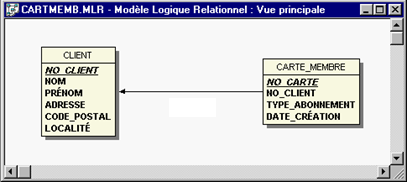 CARTMEMB.MLR - Modèle Logique Relationnel : Vue principale
CLIENT
NO_CLIENT
NOM
PRÉNOM
ADRESSE
CODE_POSTAL
LOCALITÉ
CARTE_MEMBRE
NO_CARTE
NO_CLIENT
TYPE_ABONNEMENT
DATE_CRÉATION